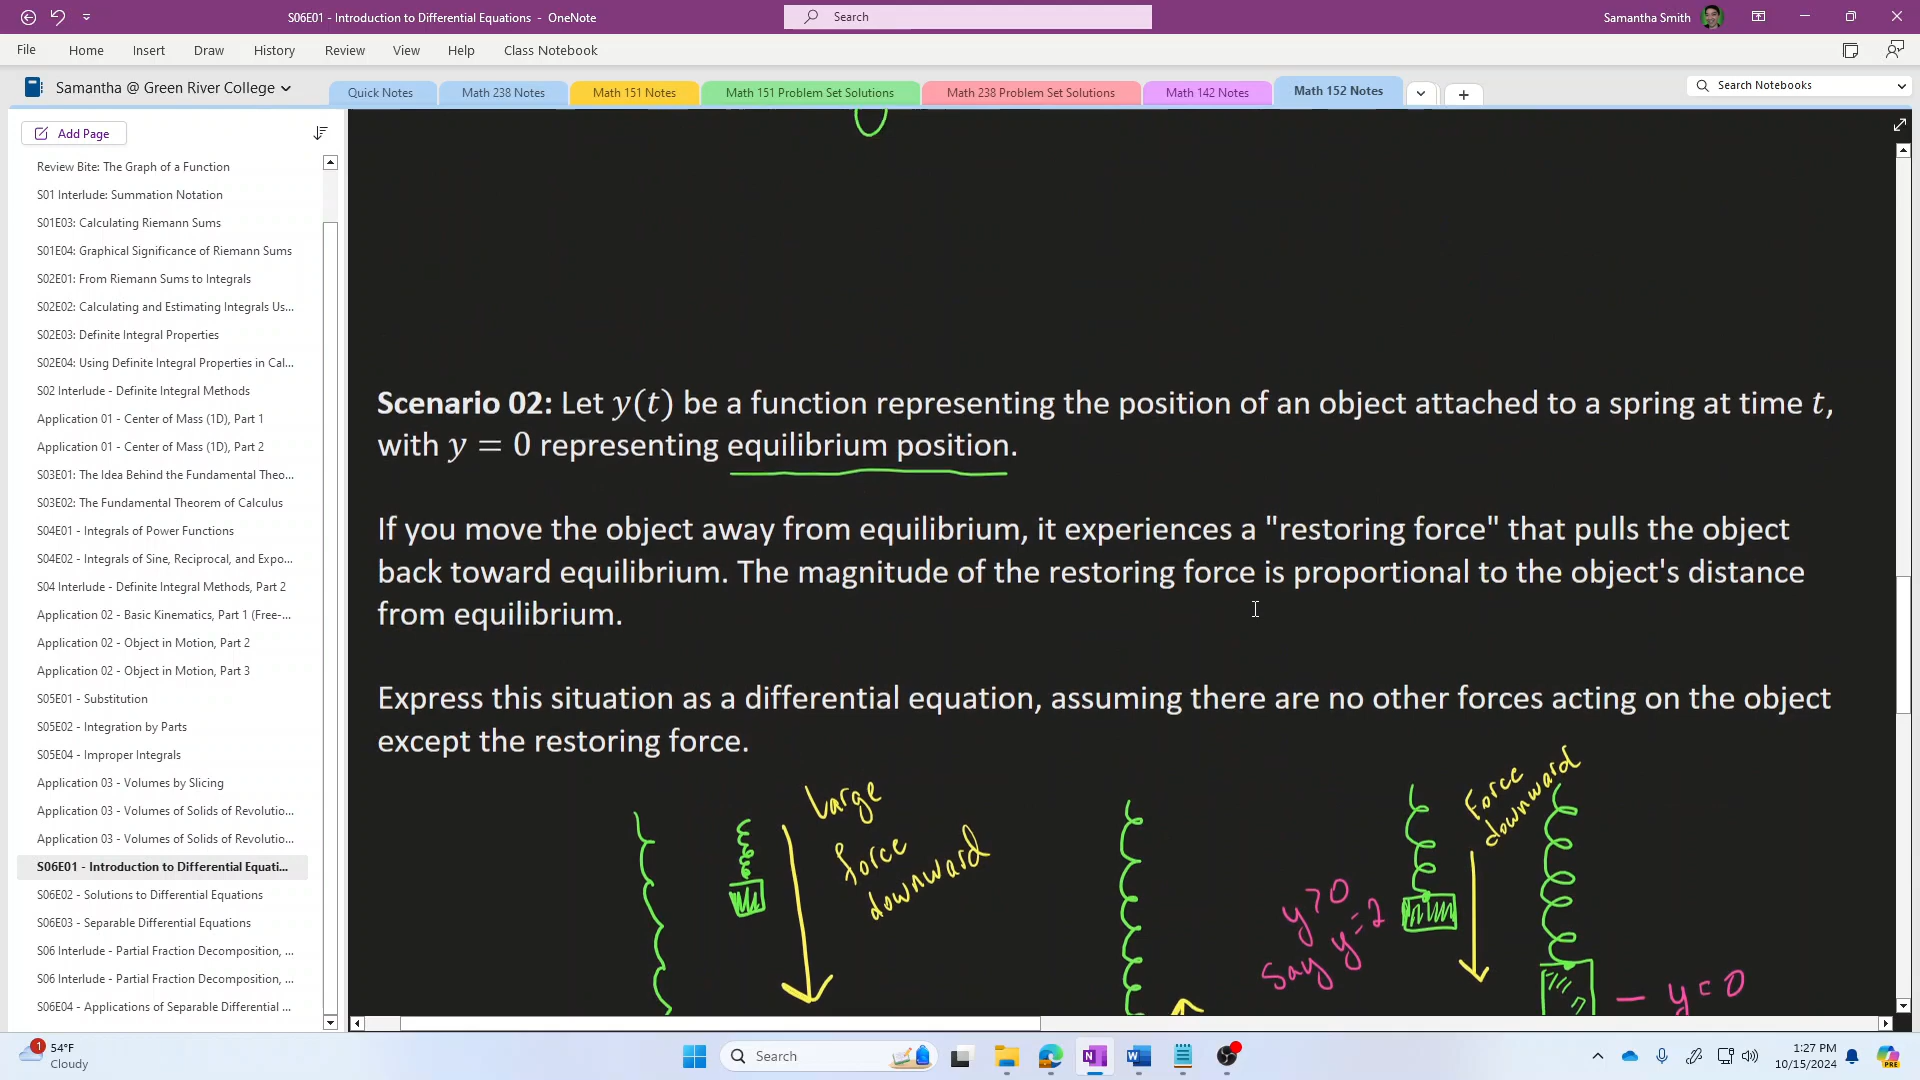 S06E01 - Introduction to Differential Equations - OneNote
Search
Samantha Smith
File
Home
Insert
Draw
History
Review
View
Help
Class Notebook
Samantha @ Green River College
Quick Notes
Math 238 Notes
Math 151 Notes
Math 151 Problem Set Solutions
Math 238 Problem Set Solutions
Math 142 Notes
Math 152 Notes
Search Notebooks
Add Page
Review Bite: The Graph of a Function
S01 Interlude: Summation Notation
S01E03: Calculating Riemann Sums
S01E04: Graphical Significance of Riemann Sums
S02E01: From Riemann Sums to Integrals
S02E02: Calculating and Estimating Integrals Us...
S02E03: Definite Integral Properties
S02E04: Using Definite Integral Properties in Cal...
S02 Interlude - Definite Integral Methods
Application 01 - Center of Mass (1D), Part 1
Application 01 - Center of Mass (1D), Part 2
S03E01: The Idea Behind the Fundamental Theo...
S03E02: The Fundamental Theorem of Calculus
S04E01 - Integrals of Power Functions
S04E02 - Integrals of Sine, Reciprocal, and Expo...
S04 Interlude - Definite Integral Methods, Part 2
Application 02 - Basic Kinematics, Part 1 (Free-...
Application 02 - Object in Motion, Part 2
Application 02 - Object in Motion, Part 3
S05E01 - Substitution
S05E02 - Integration by Parts
S05E04 - Improper Integrals
Application 03 - Volumes by Slicing
Application 03 - Volumes of Solids of Revolutio...
Application 03 - Volumes of Solids of Revolutio...
S06E01 - Introduction to Differential Equati...
S06E02 - Solutions to Differential Equations
S06E03 - Separable Differential Equations
S06 Interlude - Partial Fraction Decomposition, ...
S06 Interlude - Partial Fraction Decomposition, ...
S06E04 - Applications of Separable Differential ...
Scenario 02: Let y(t) be a function representing the position of an object attached to a spring at time t,
with y = 0 representing equilibrium position.
If you move the object away from equilibrium, it experiences a "restoring force" that pulls the object
back toward equilibrium. The magnitude of the restoring force is proportional to the object's distance
from equilibrium.
Express this situation as a differential equation, assuming there are no other forces acting on the object
except the restoring force.
Large
force
downward
y>0
say y=2
Force
downward
— y=0
1
54°F
Cloudy
Search
1:27 PM
10/15/2024
PRE